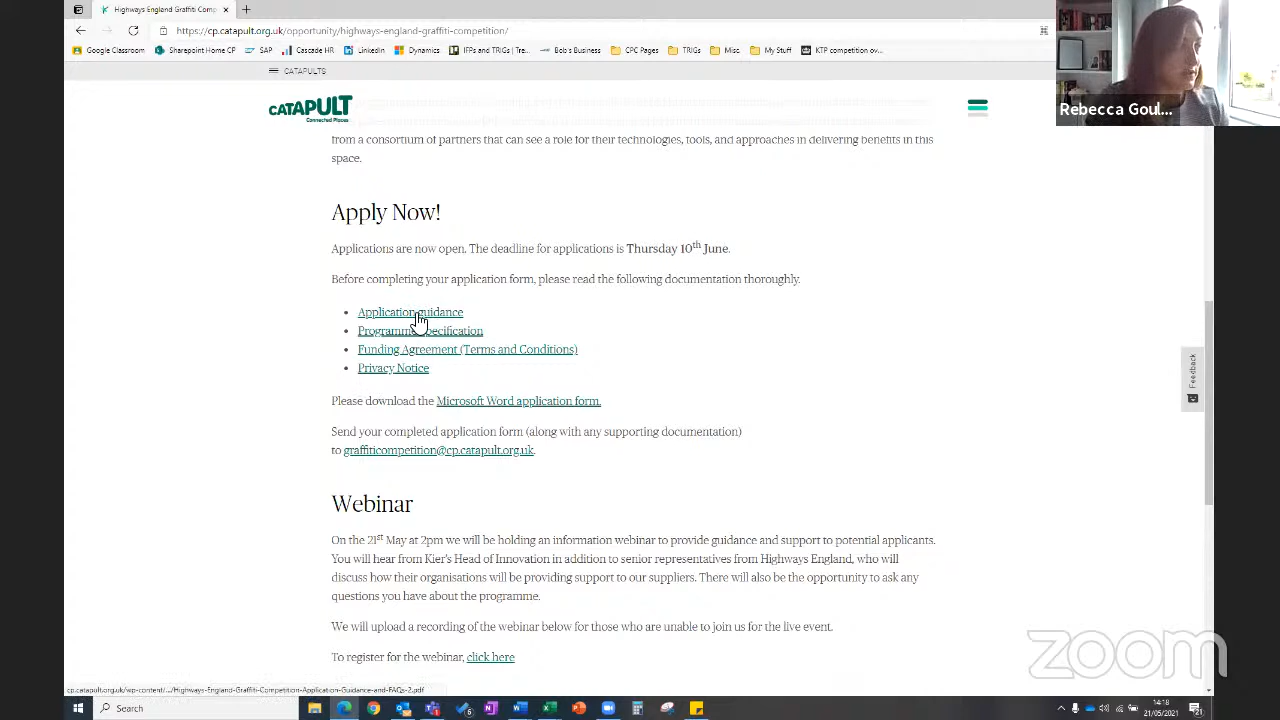 Highways England Graffiti Comp
https://cp.catapult.org.uk/opportunity/highways-england-graffiti-competition/
Google Classroom
Sharepoint Home CP
SAP
Cascade HR
LinkedIn
Dynamics
IFPs and TRIGs | Tre...
Bob's Business
CPC Pages
TRIGs
Misc
My Stuff
KTP competition ov...
CATAPULTS
CATAPULT
Connected Places
Rebecca Goul...
from a consortium of partners that can see a role for their technologies, tools, and approaches in delivering benefits in this
space.
Apply Now!
Applications are now open. The deadline for applications is Thursday 10th June.
Before completing your application form, please read the following documentation thoroughly.
• Application guidance
• Programme specification
• Funding Agreement (Terms and Conditions)
• Privacy Notice
Feedback
Please download the Microsoft Word application form.
Send your completed application form (along with any supporting documentation)
to graffiticompetition@cp.catapult.org.uk.
Webinar
On the 21st May at 2pm we will be holding an information webinar to provide guidance and support to potential applicants.
You will hear from Kier's Head of Innovation in addition to senior representatives from Highways England, who will
discuss how their organisations will be providing support to our suppliers. There will also be the opportunity to ask any
questions you have about the programme.
We will upload a recording of the webinar below for those who are unable to join us for the live event.
To register for the webinar, click here
zoom
cp.catapult.org.uk/wp-content/.../Highways-England-Graffiti-Competition-Application-Guidance-and-FAQs-2.pdf
Search
14:18
21/05/2021
21